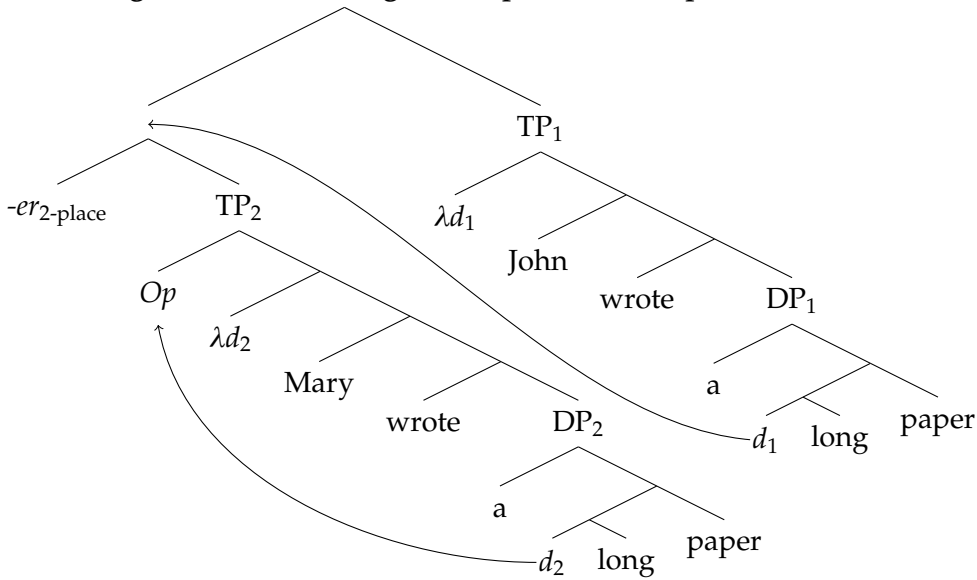 TP₁
-er₂-place TP₂ λd₁
John
Op wrote DP₁
λd₂
Mary a
wrote DP₂ d₁ long paper
a
d₂ long paper